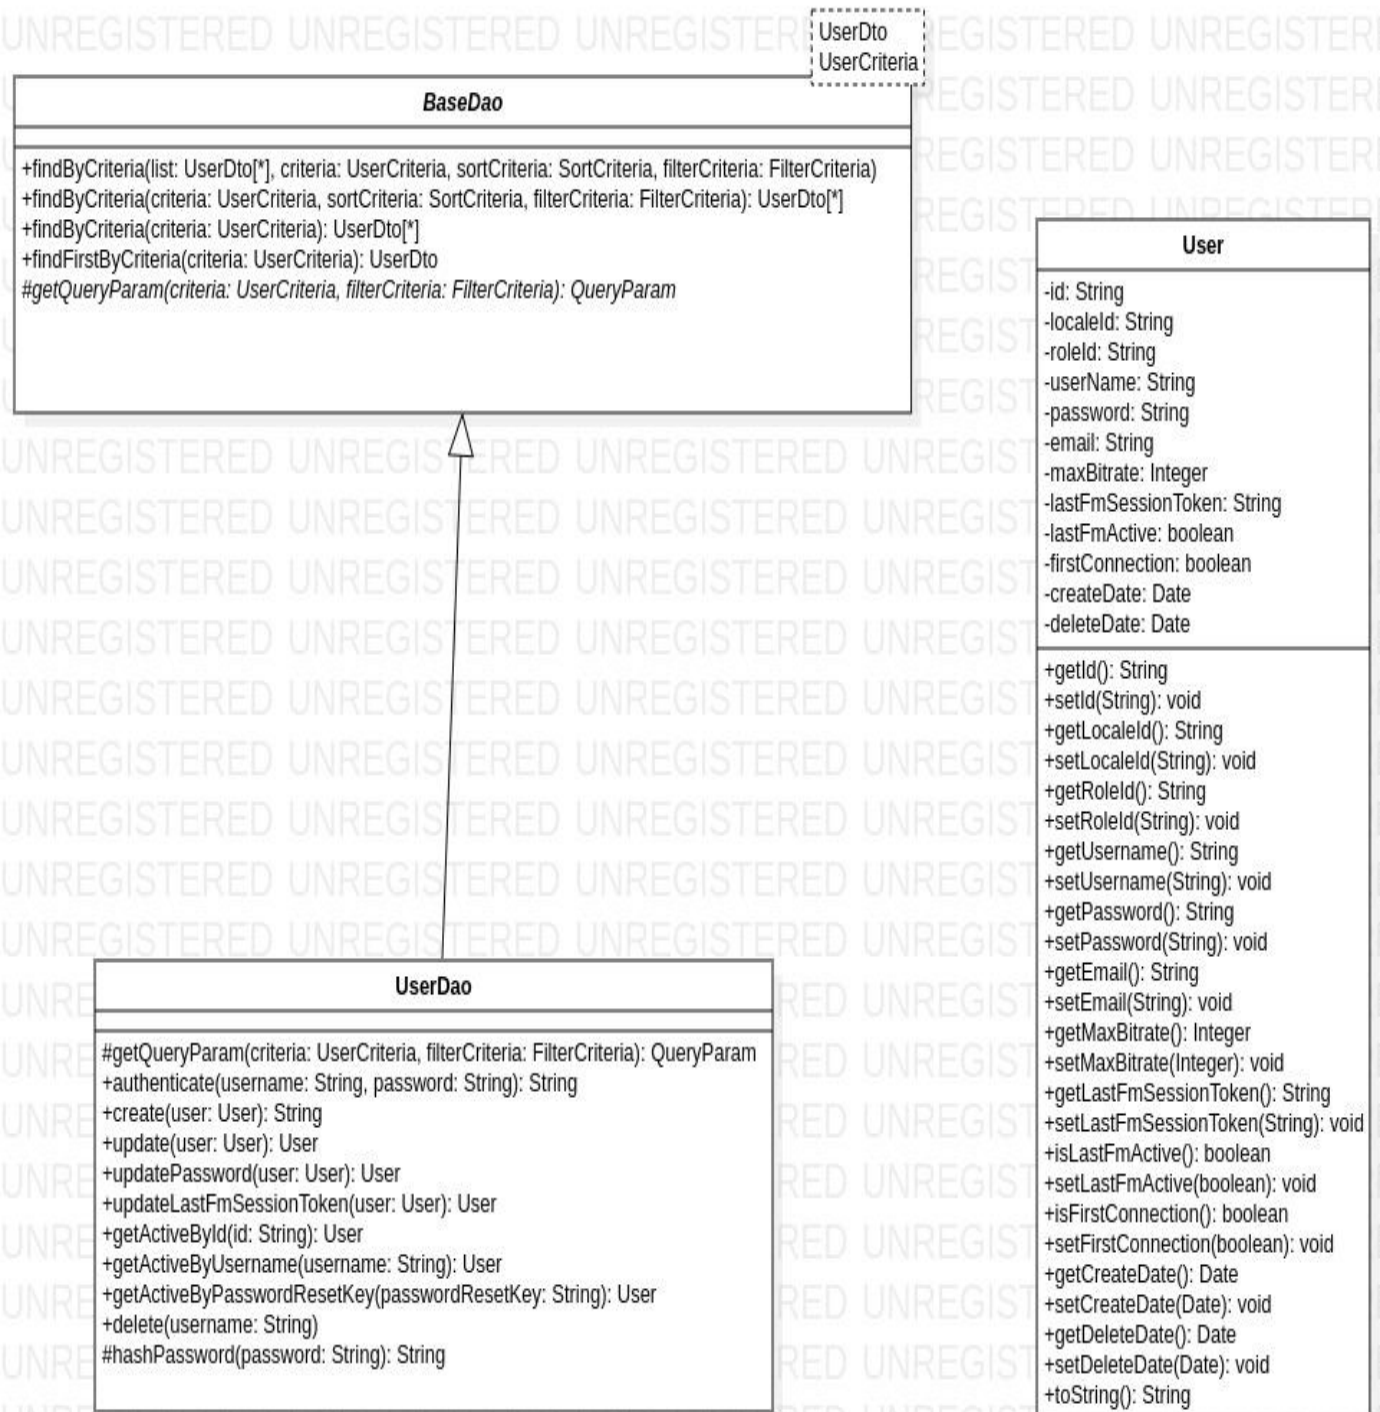 UserDto
UserCriteria
BaseDao
+findByCriteria(list: UserDto[*], criteria: UserCriteria, sortCriteria: SortCriteria, filterCriteria: FilterCriteria)
+findByCriteria(criteria: UserCriteria, sortCriteria: SortCriteria, filterCriteria: FilterCriteria): UserDto[*]
+findByCriteria(criteria: UserCriteria): UserDto[*]
+findFirstByCriteria(criteria: UserCriteria): UserDto
#getQueryParam(criteria: UserCriteria, filterCriteria: FilterCriteria): QueryParam
UserDao
#getQueryParam(criteria: UserCriteria, filterCriteria: FilterCriteria): QueryParam
+authenticate(username: String, password: String): String
+create(user: User): String
+update(user: User): User
+updatePassword(user: User): User
+updateLastFmSessionToken(user: User): User
+getActiveById(id: String): User
+getActiveByUsername(username: String): User
+getActiveByPasswordResetKey(passwordResetKey: String): User
+delete(username: String)
#hashPassword(password: String): String
User
-id: String
-localeId: String
-roleId: String
-userName: String
-password: String
-email: String
-maxBitrate: Integer
-lastFmSessionToken: String
-lastFmActive: boolean
-firstConnection: boolean
-createDate: Date
-deleteDate: Date
+getId(): String
+setId(String): void
+getLocaleId(): String
+setLocaleId(String): void
+getRoleId(): String
+setRoleId(String): void
+getUsername(): String
+setUsername(String): void
+getPassword(): String
+setPassword(String): void
+getEmail(): String
+setEmail(String): void
+getMaxBitrate(): Integer
+setMaxBitrate(Integer): void
+getLastFmSessionToken(): String
+setLastFmSessionToken(String): void
+isLastFmActive(): boolean
+setLastFmActive(boolean): void
+isFirstConnection(): boolean
+setFirstConnection(boolean): void
+getCreateDate(): Date
+setCreateDate(Date): void
+getDeleteDate(): Date
+setDeleteDate(Date): void
+toString(): String